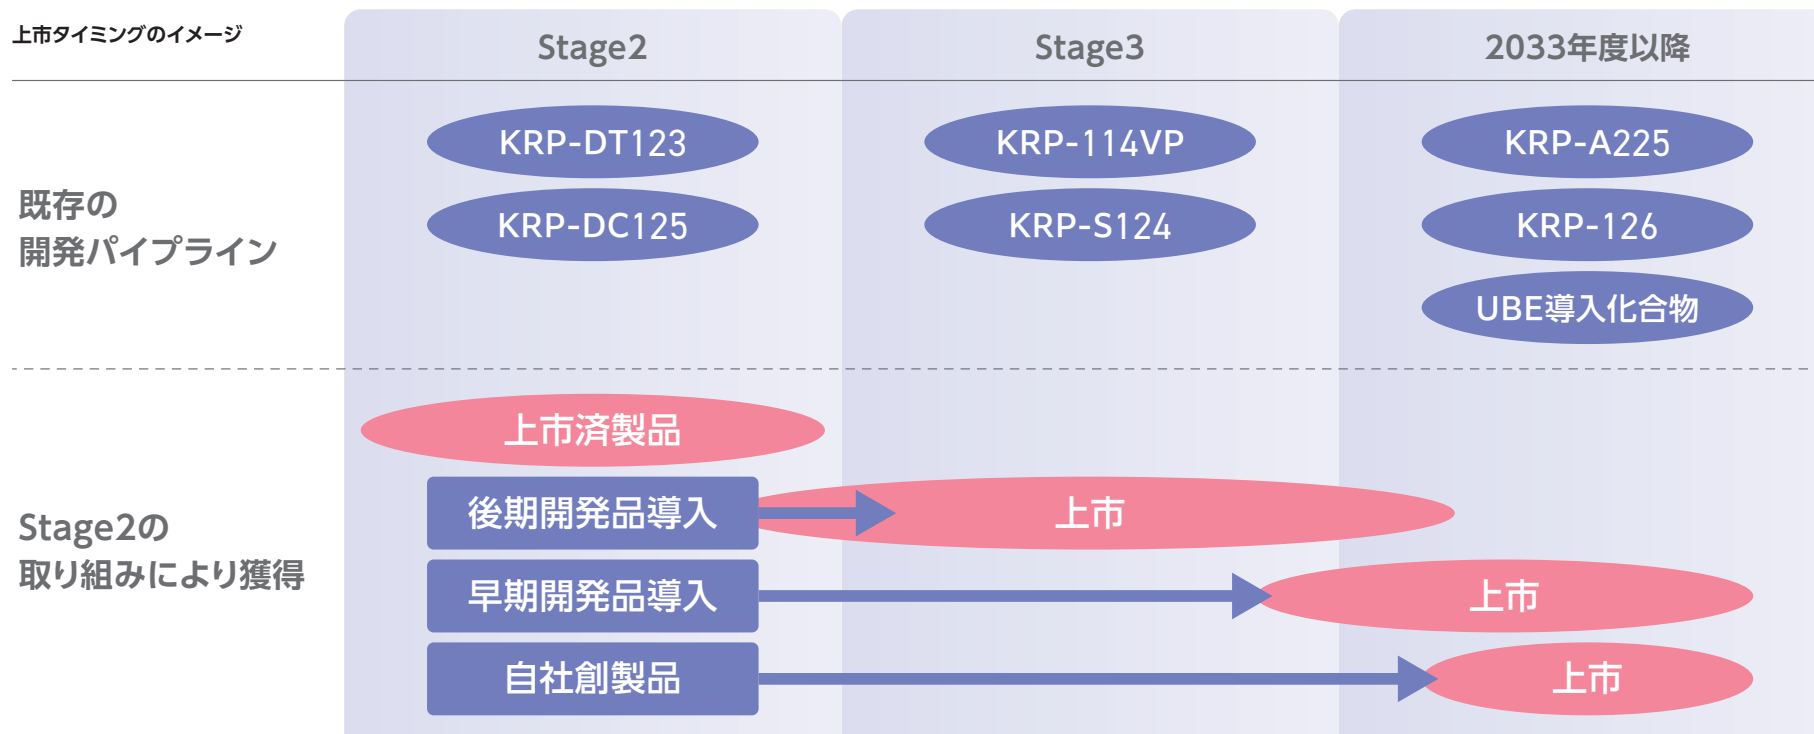 上市タイミングのイメージ
Stage2
Stage3
2033年度以降
既存の
開発パイプライン
KRP-DT123
KRP-114VP
KRP-A225
KRP-DC125
KRP-S124
KRP-126
UBE導入化合物
Stage2の
取り組みにより獲得
上市済製品
後期開発品導入
上市
早期開発品導入
上市
自社創製品
上市